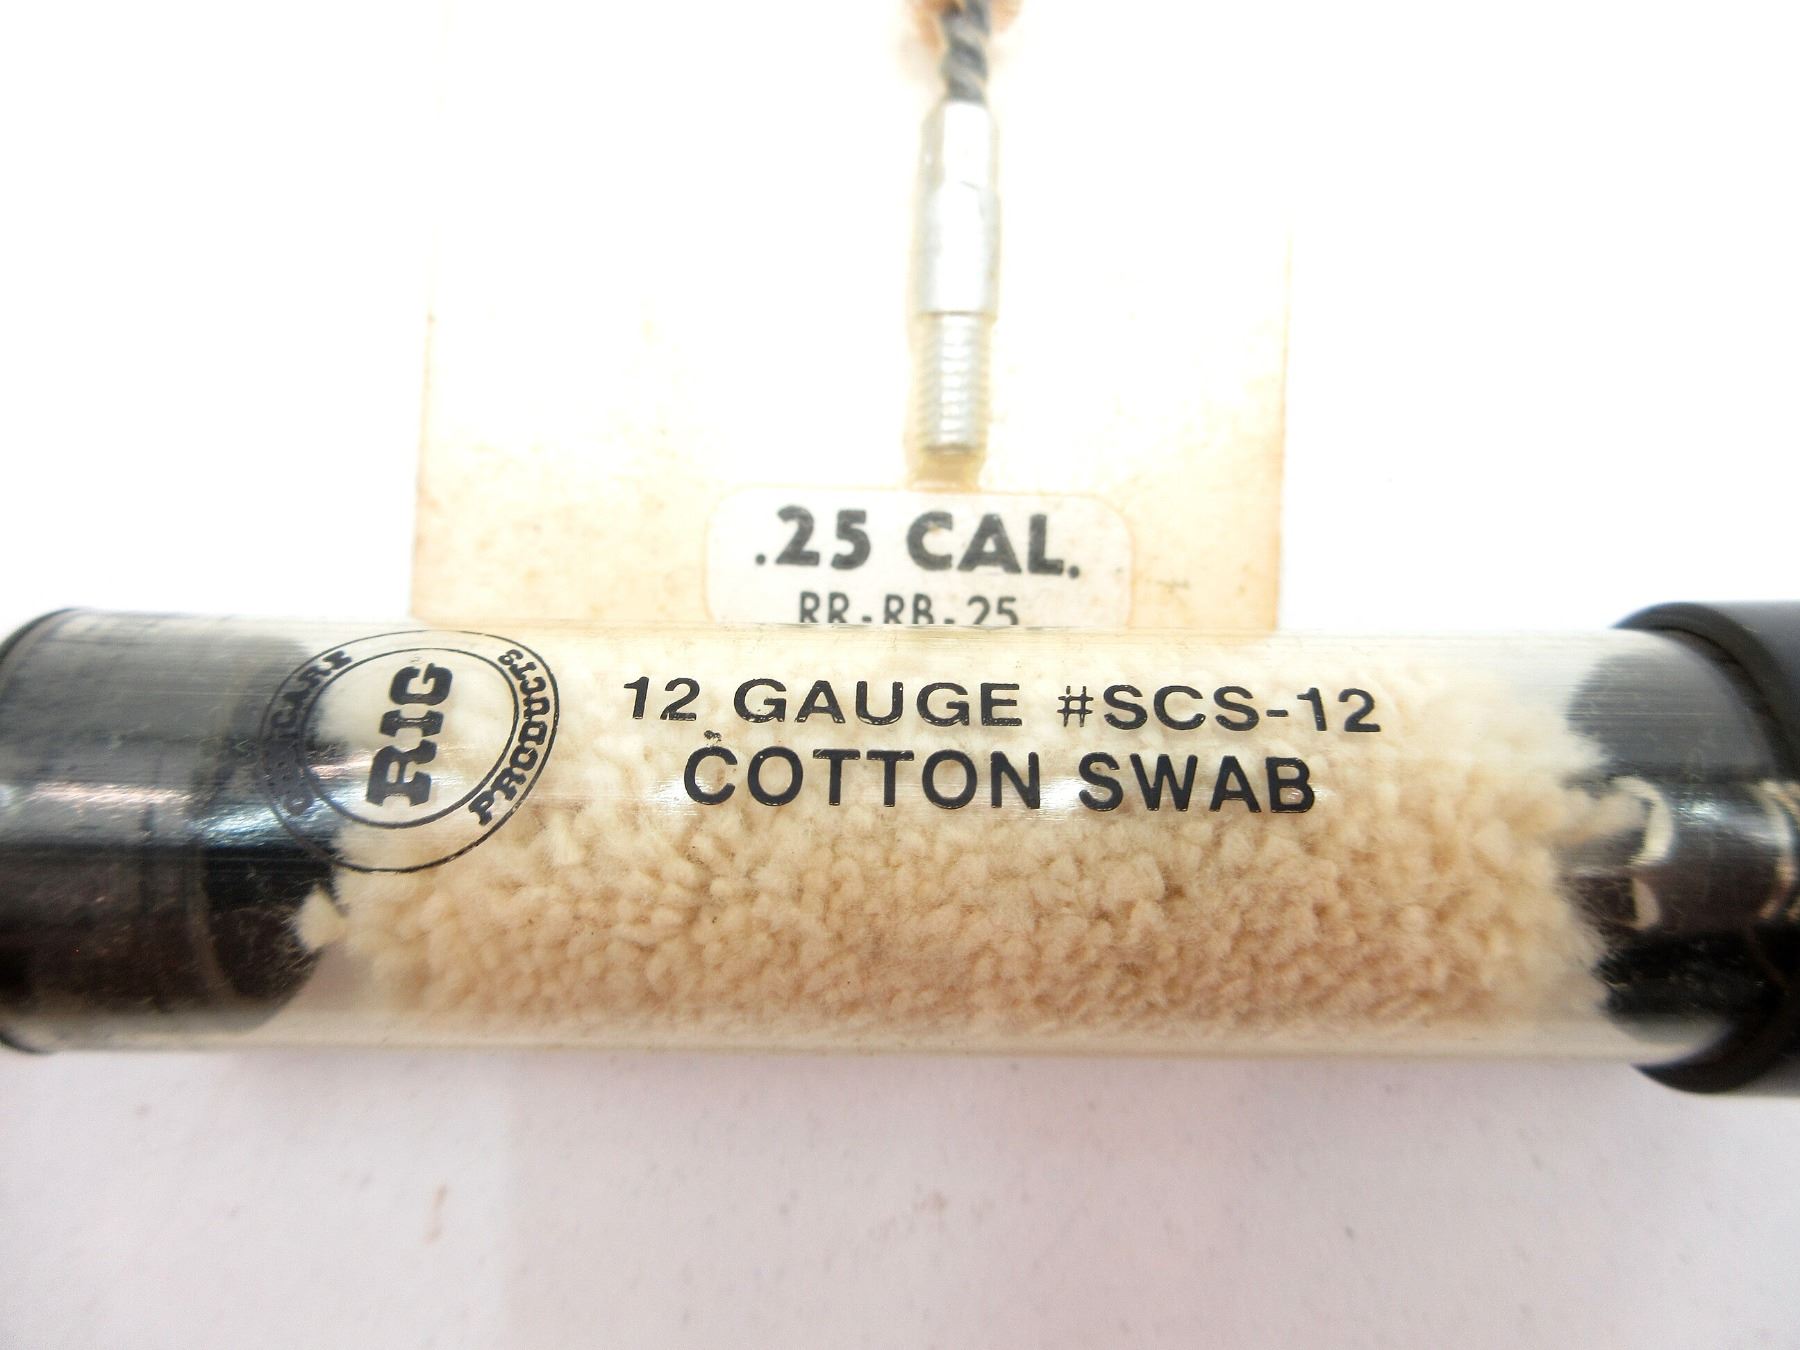 .25 CAL.
RR-RB-25
RIG
PRODUCTS
12 GAUGE #SCS-12
COTTON SWAB